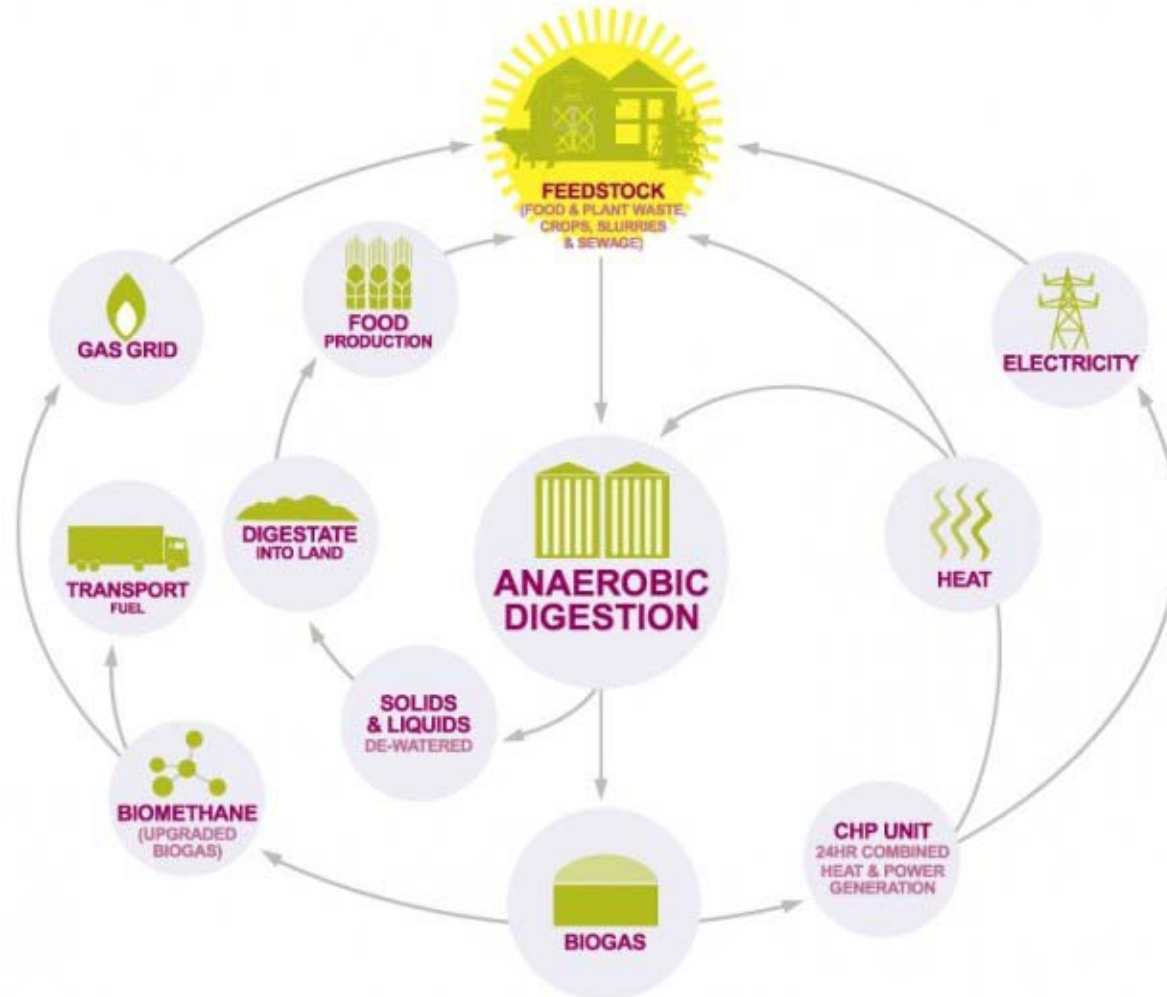 FEEDSTOCK
(FOOD & PLANT WASTE,
CROPS, SLURRIES
& SEWAGE)
GAS GRID
FOOD
PRODUCTION
ELECTRICITY
TRANSPORT
FUEL
DIGESTATE
INTO LAND
ANAEROBIC
DIGESTION
HEAT
SOLIDS
& LIQUIDS
DE-WATERED
BIOMETHANE
(UPGRADED
BIOGAS)
BIOGAS
CHP UNIT
24HR COMBINED
HEAT & POWER
GENERATION